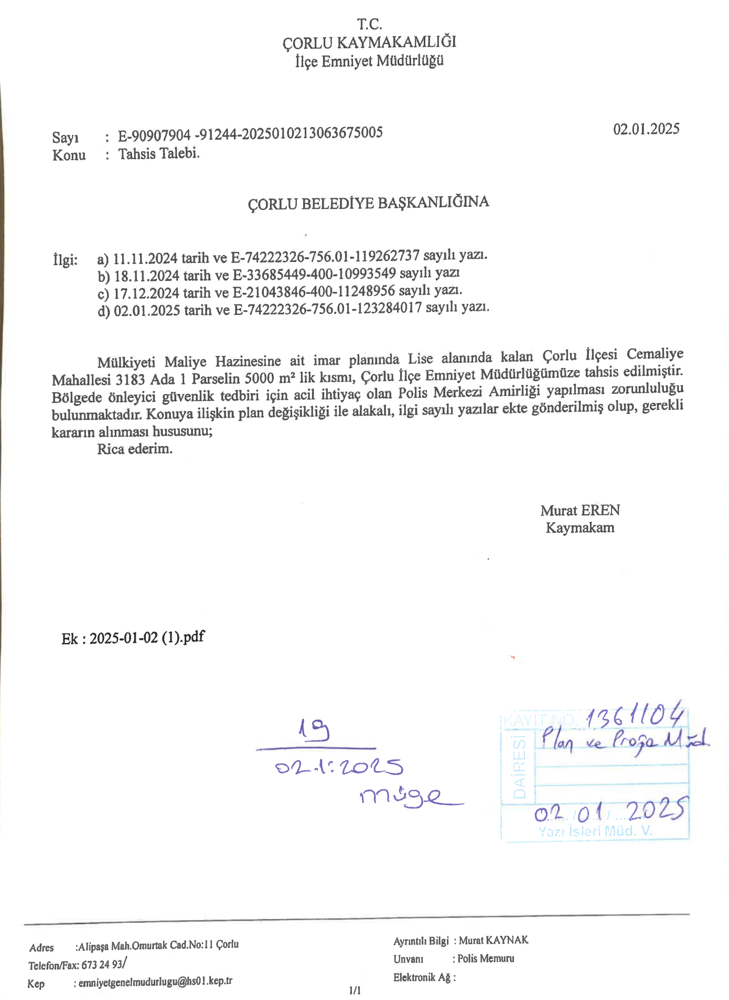 T.C.
ÇORLU KAYMAKAMLIĞI
İlçe Emniyet Müdürlüğü
Sayı : E-90907904 -91244-2025010213063675005 02.01.2025
Konu : Tahsis Talebi.
ÇORLU BELEDİYE BAŞKANLIĞINA
İlgi: a) 11.11.2024 tarih ve E-74222326-756.01-119262737 sayılı yazı.
b) 18.11.2024 tarih ve E-33685449-400-10993549 sayılı yazı
c) 17.12.2024 tarih ve E-21043846-400-11248956 sayılı yazı.
d) 02.01.2025 tarih ve E-74222326-756.01-123284017 sayılı yazı.
Mülkiyeti Maliye Hazinesine ait imar planında Lise alanında kalan Çorlu İlçesi Cemaliye
Mahallesi 3183 Ada 1 Parselin 5000 m² lik kısmı, Çorlu İlçe Emniyet Müdürlüğümüze tahsis edilmiştir.
Bölgede önleyici güvenlik tedbiri için acil ihtiyaç olan Polis Merkezi Amirliği yapılması zorunluluğu
bulunmaktadır. Konuya ilişkin plan değişikliği ile alakalı, ilgi sayılı yazılar ekte gönderilmiş olup, gerekli
kararın alınması hususunu;
Rica ederim.
Murat EREN
Kaymakam
Ek : 2025-01-02 (1).pdf
19
02.1.2025
müge
KAYIT NO: 1361104
DAİRESİ
Plan ve Proje Müd.
02 01 2025
Yazı İşleri Müd. V.
Adres :Alipaşa Mah.Omurtak Cad.No:11 Çorlu
Telefon/Fax: 673 24 93/
Kep : emniyetgenelmudurlugu@hs01.kep.tr
Ayrıntılı Bilgi : Murat KAYNAK
Unvanı : Polis Memuru
Elektronik Ağ :
1/1